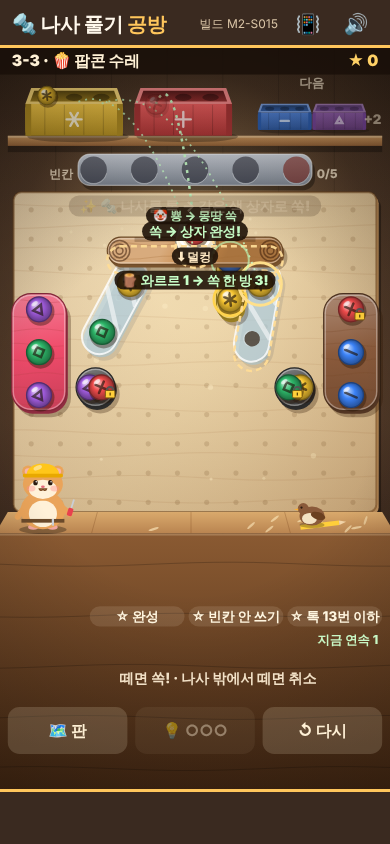 나사 풀기 공방
빌드 M2-S015
3-3 · 팝콘 수레
★ 0
다음
+2
빈칸
0/5
뿅 → 몽땅 쏙
쏙 → 상자 완성!
⬇덜컹
와르르 1 → 쏙 한 방 3!
☆ 완성
☆ 빈칸 안 쓰기
☆ 톡 13번 이하
지금 연속 1
떼면 쏙! · 나사 밖에서 떼면 취소
판
다시